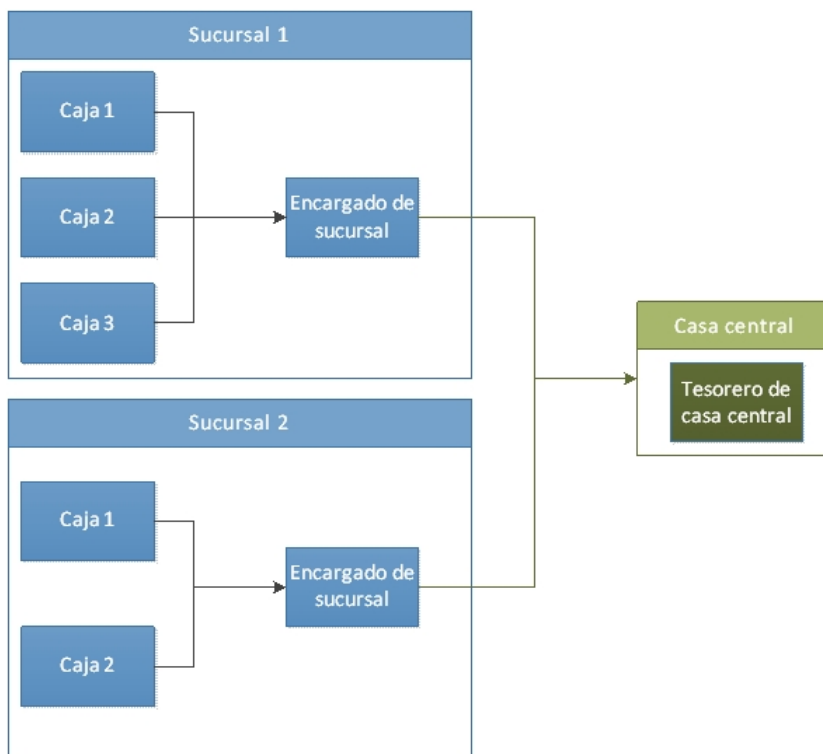 Sucursal 1
Caja 1
Caja 2
Caja 3
Encargado de
sucursal
Sucursal 2
Caja 1
Caja 2
Encargado de
sucursal
Casa central
Tesorero de
casa central